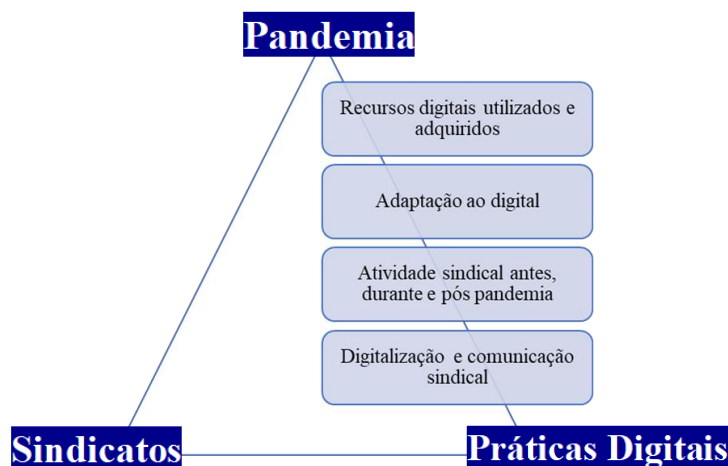 Pandemia
Recursos digitais utilizados e
adquiridos
Adaptação ao digital
Atividade sindical antes,
durante e pós pandemia
Digitalização e comunicação
sindical
Sindicatos
Práticas Digitais